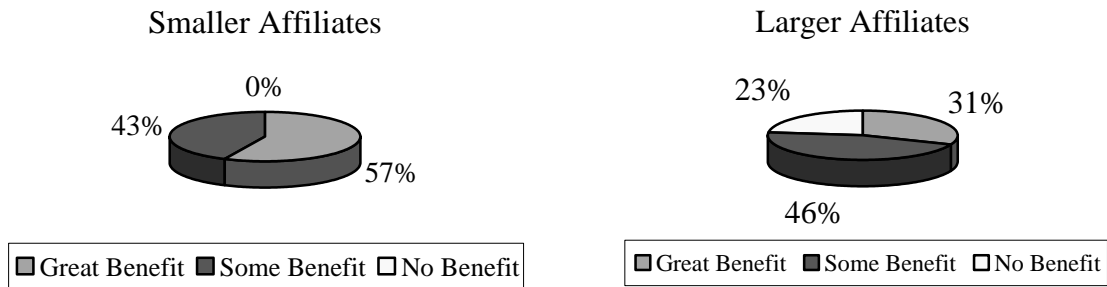 Smaller Affiliates
0%
43%
57%
Great Benefit Some Benefit No Benefit
Larger Affiliates
23%
31%
46%
Great Benefit Some Benefit No Benefit